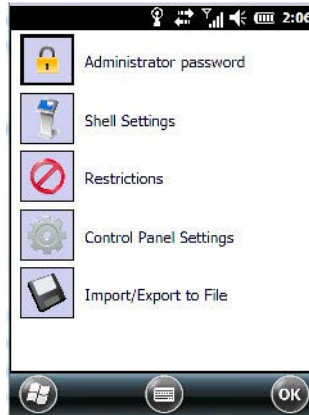 2:06
Administrator password
Shell Settings
Restrictions
Control Panel Settings
Import/Export to File
OK